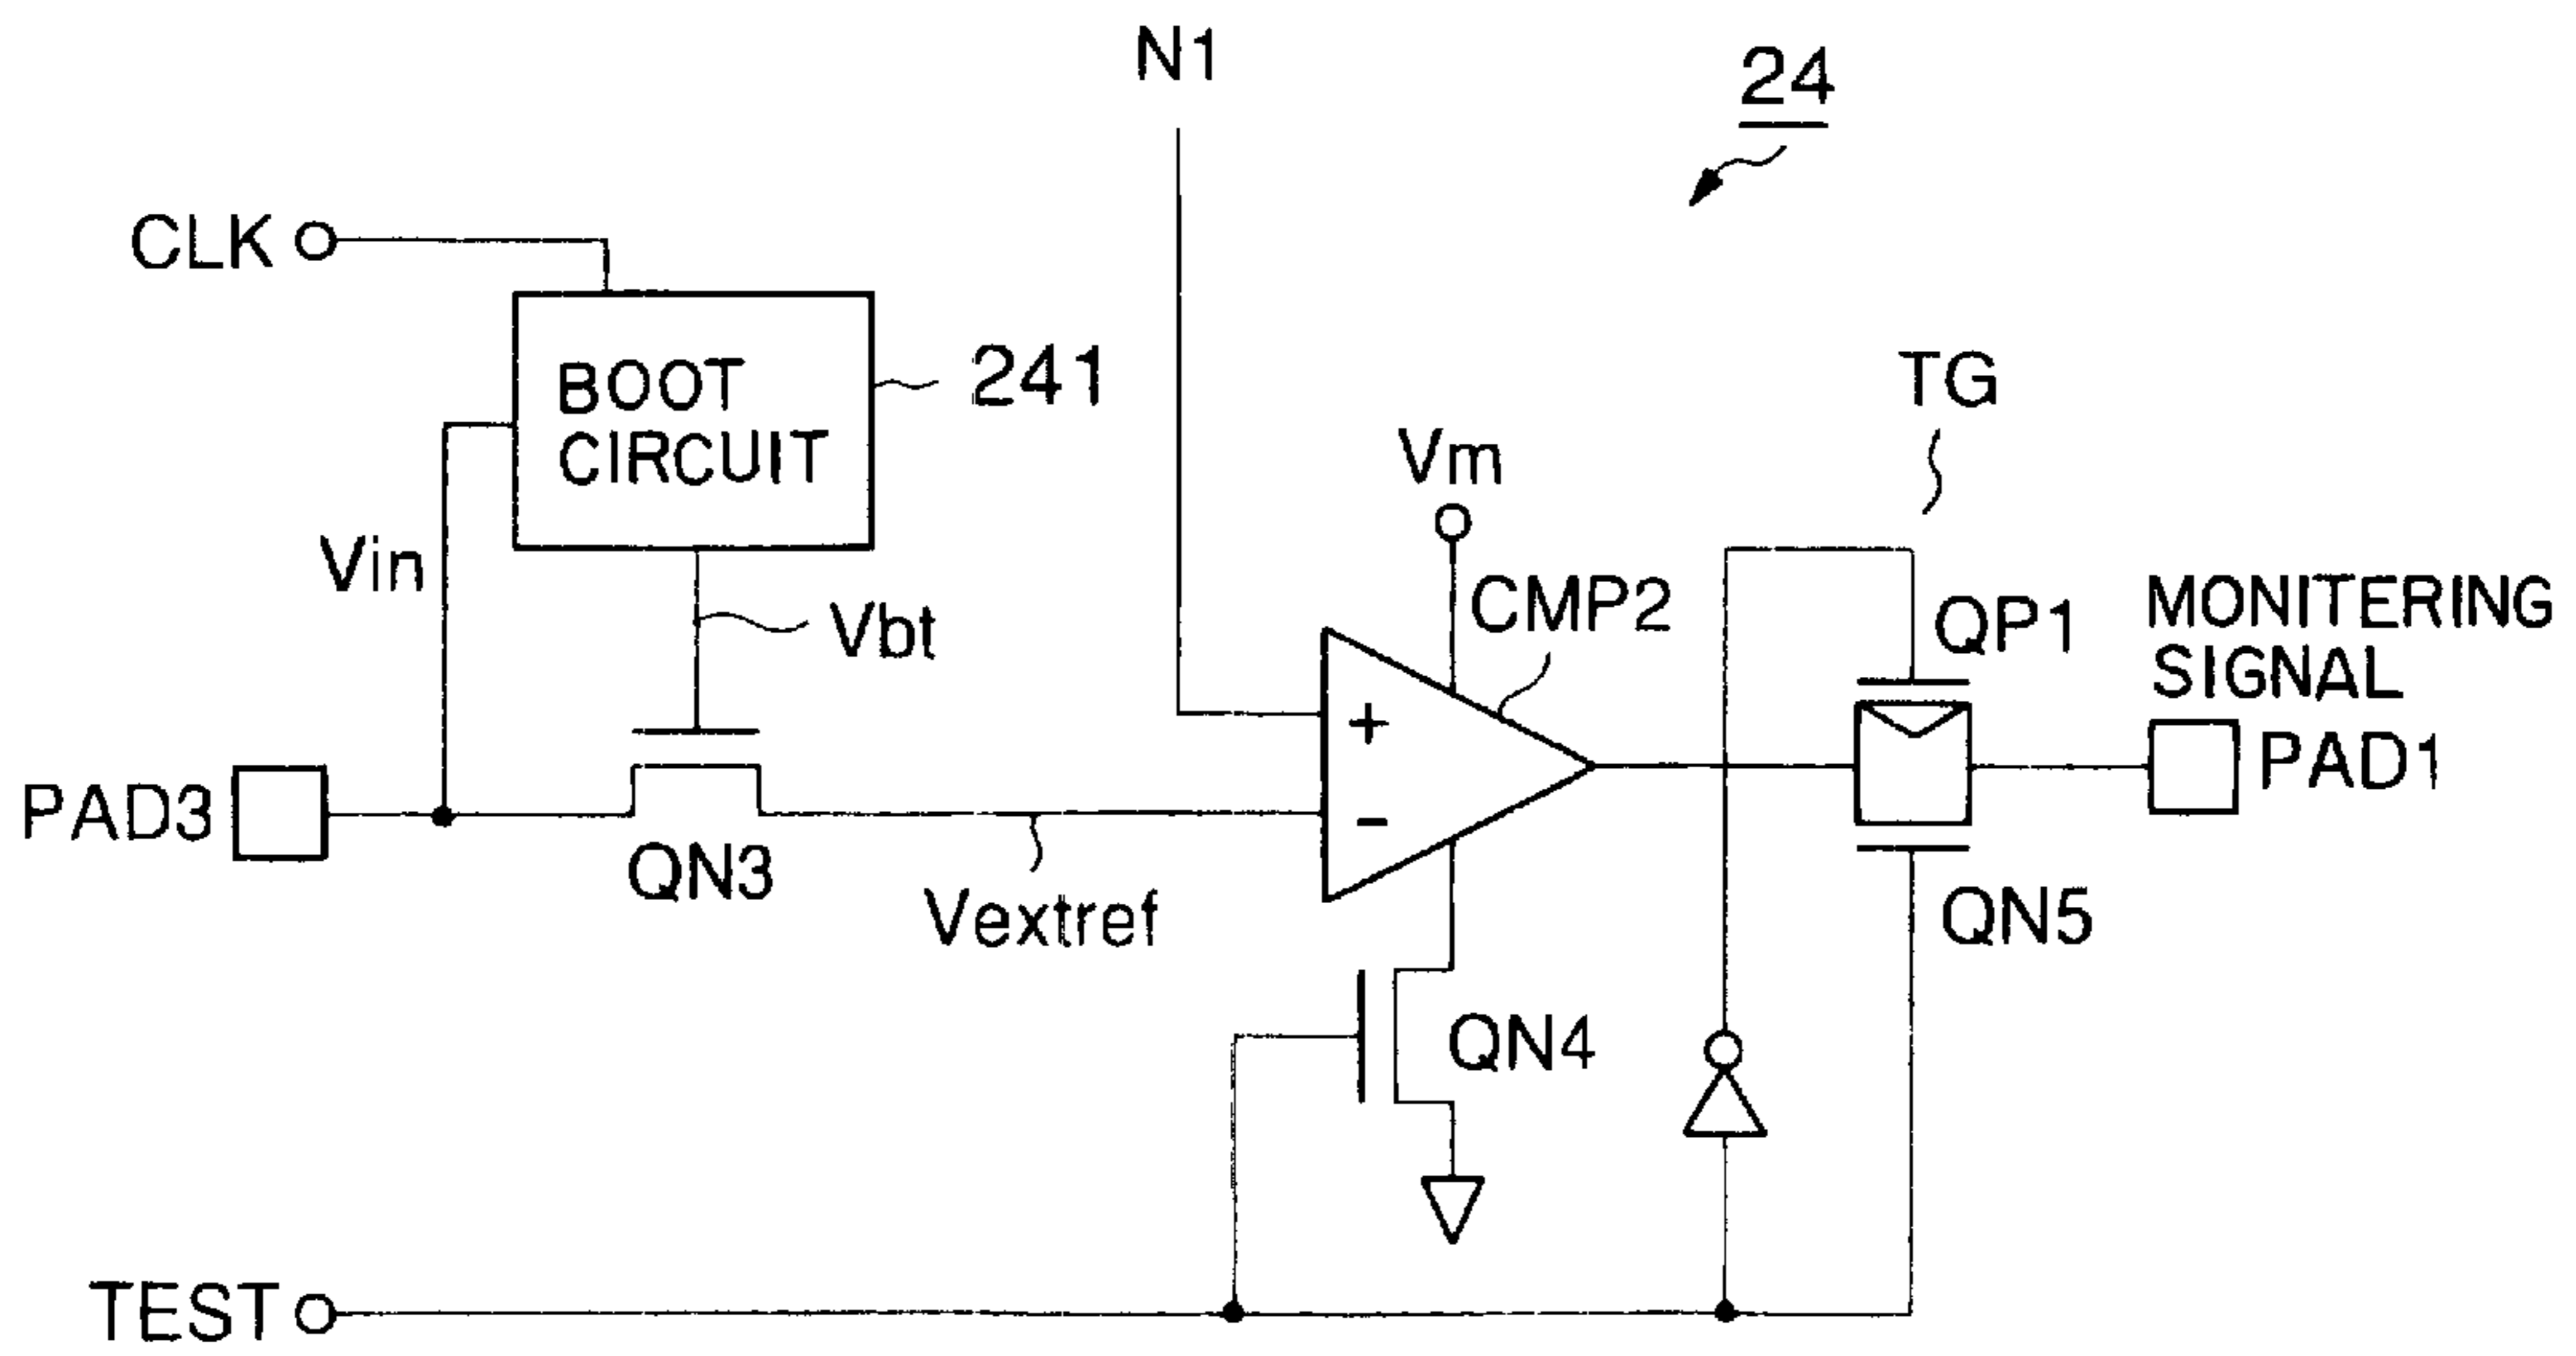 N1
24
CLK
BOOT
CIRCUIT
241
TG
Vm
Vin
CMP2
Vbt
QP1
MONITERING
SIGNAL
+
PAD3
PAD1
-
QN3
Vextref
QN5
QN4
TEST